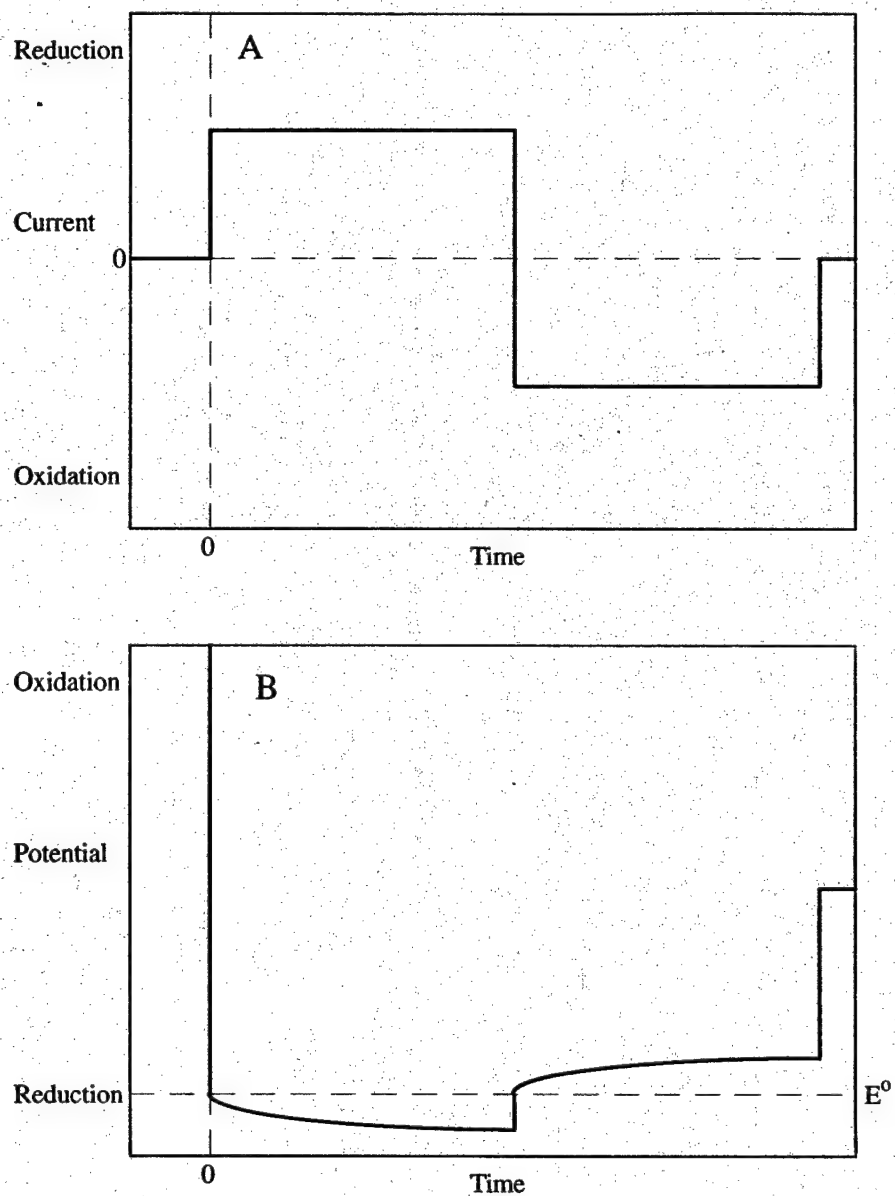 Reduction
A
Current
0
Oxidation
0
Time
Oxidation
B
Potential
Reduction
E°
0
Time